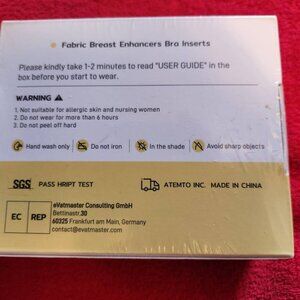 Fabric Breast Enhancers Bra Inserts
Please kindly take 1-2 minutes to read "USER GUIDE" in the
box before you start to wear.
WARNING
1. Not suitable for allergic skin and nursing women
2. Do not wear for more than 6 hours
3. Do not peel off hard
Hand wash only Do not iron In the shade Avoid sharp objects
SGS PASS HRIPT TEST ATEMTO INC. MADE IN CHINA
EC REP
eVatmaster Consulting GmbH
Bettinastr.30
60325 Frankfurt am Main, Germany
contact@evatmaster.com